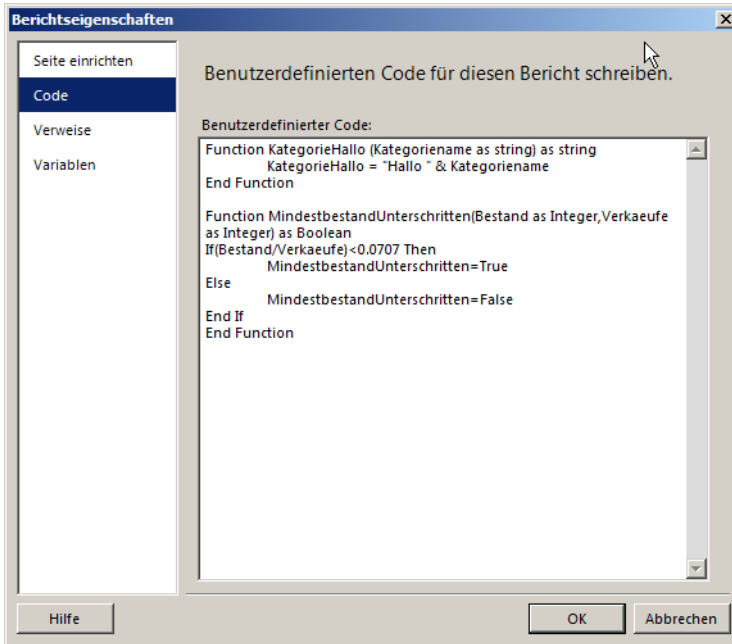 Berichtseigenschaften
Seite einrichten
Code
Verweise
Variablen
Benutzerdefinierten Code für diesen Bericht schreiben.
Benutzerdefinierter Code:
Function KategorieHallo (Kategoriename as string) as string
KategorieHallo = "Hallo " & Kategoriename
End Function
Function MindestbestandUnterschritten(Bestand as Integer,Verkaeufe
as Integer) as Boolean
If(Bestand/Verkaeufe)<0.0707 Then
MindestbestandUnterschritten=True
Else
MindestbestandUnterschritten=False
End If
End Function
Hilfe
OK
Abbrechen